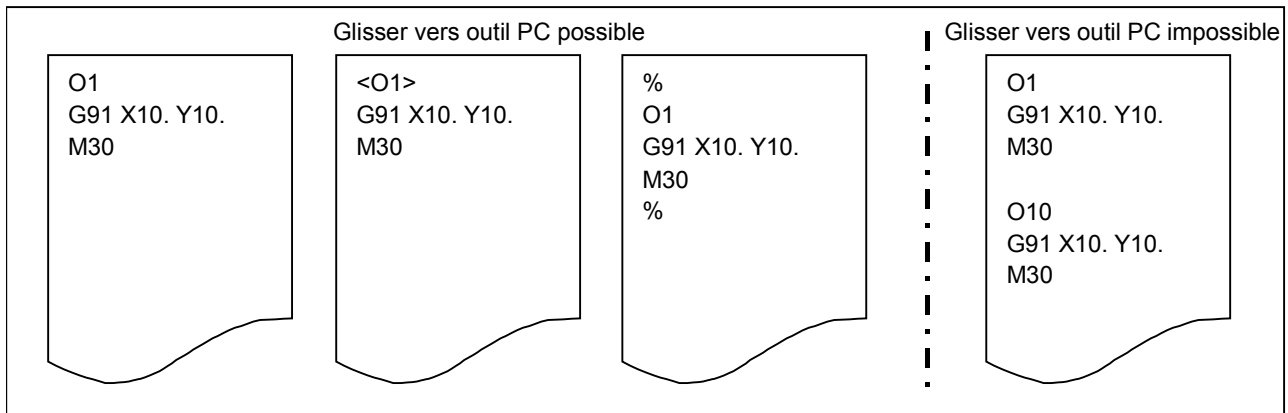 Glisser vers outil PC possible
O1
G91 X10. Y10.
M30
<O1>
G91 X10. Y10.
M30
%
O1
G91 X10. Y10.
M30
%
Glisser vers outil PC impossible
O1
G91 X10. Y10.
M30
O10
G91 X10. Y10.
M30